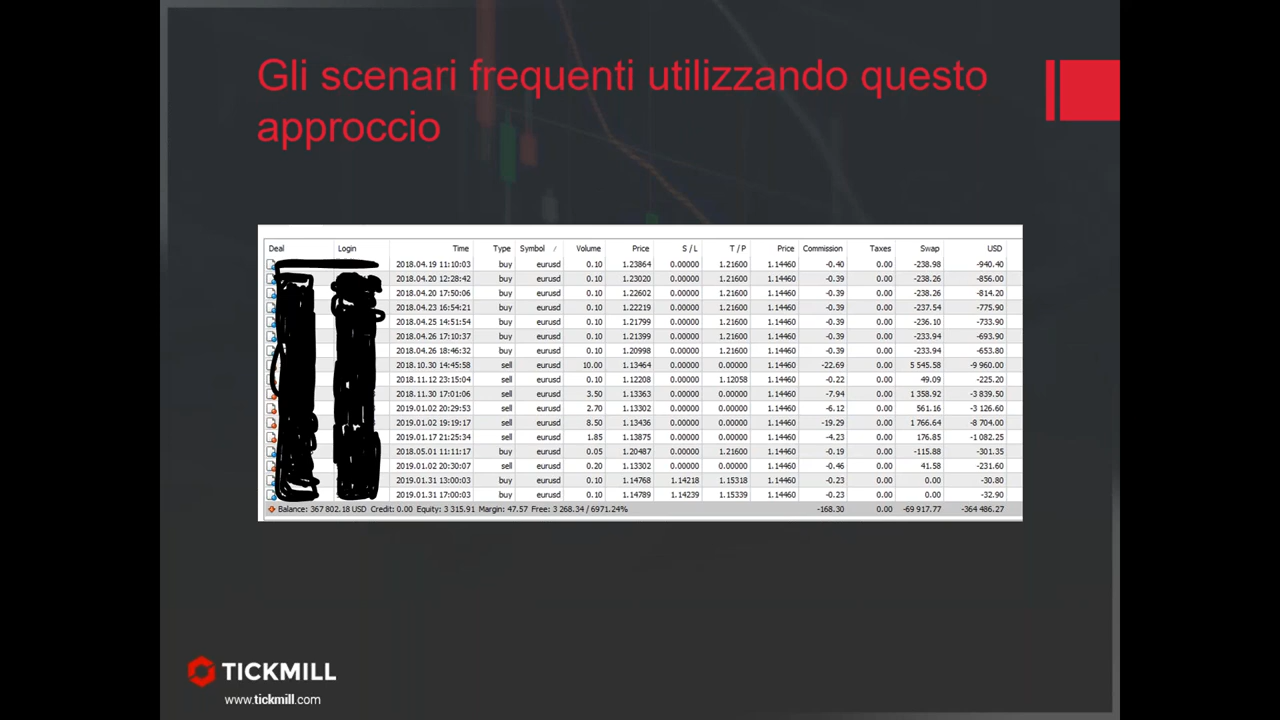 Gli scenari frequenti utilizzando questo
approccio
Deal Login Time Type Symbol / Volume Price S / L T / P Price Commission Taxes Swap USD
2018.04.19 11:10:03 buy eurusd 0.10 1.23864 0.00000 1.21600 1.14460 -0.40 0.00 -238.98 -940.40
2018.04.20 12:28:42 buy eurusd 0.10 1.23020 0.00000 1.21600 1.14460 -0.39 0.00 -238.26 -856.00
2018.04.20 17:50:06 buy eurusd 0.10 1.22602 0.00000 1.21600 1.14460 -0.39 0.00 -238.26 -814.20
2018.04.23 16:54:21 buy eurusd 0.10 1.22219 0.00000 1.21600 1.14460 -0.39 0.00 -237.54 -775.90
2018.04.25 14:51:54 buy eurusd 0.10 1.21799 0.00000 1.21600 1.14460 -0.39 0.00 -236.10 -733.90
2018.04.26 17:10:37 buy eurusd 0.10 1.21399 0.00000 1.21600 1.14460 -0.39 0.00 -233.94 -693.90
2018.04.26 18:46:32 buy eurusd 0.10 1.20998 0.00000 1.21600 1.14460 -0.39 0.00 -233.94 -653.80
2018.10.30 14:45:58 sell eurusd 10.00 1.13464 0.00000 0.00000 1.14460 -22.69 0.00 5 545.58 -9 960.00
2018.11.12 23:15:04 sell eurusd 0.10 1.12208 0.00000 1.12058 1.14460 -0.22 0.00 49.09 -225.20
2018.11.30 17:01:06 sell eurusd 3.50 1.13363 0.00000 0.00000 1.14460 -7.94 0.00 1 358.92 -3 839.50
2019.01.02 20:29:53 sell eurusd 2.70 1.13302 0.00000 0.00000 1.14460 -6.12 0.00 561.16 -3 126.60
2019.01.02 19:19:17 sell eurusd 8.50 1.13436 0.00000 0.00000 1.14460 -19.29 0.00 1 766.64 -8 704.00
2019.01.17 21:25:34 sell eurusd 1.85 1.13875 0.00000 0.00000 1.14460 -4.23 0.00 176.85 -1 082.25
2018.05.01 11:11:17 buy eurusd 0.05 1.20487 0.00000 1.21600 1.14460 -0.19 0.00 -115.88 -301.35
2019.01.02 20:30:07 sell eurusd 0.20 1.13302 0.00000 0.00000 1.14460 -0.46 0.00 41.58 -231.60
2019.01.31 13:00:03 buy eurusd 0.10 1.14768 1.14218 1.15318 1.14460 -0.23 0.00 0.00 -30.80
2019.01.31 17:00:03 buy eurusd 0.10 1.14789 1.14239 1.15339 1.14460 -0.23 0.00 0.00 -32.90
Balance: 367 802.18 USD Credit: 0.00 Equity: 3 315.91 Margin: 47.57 Free: 3 268.34 / 6971.24% -168.30 0.00 -69 917.77 -364 486.27
TICKMILL
www.tickmill.com